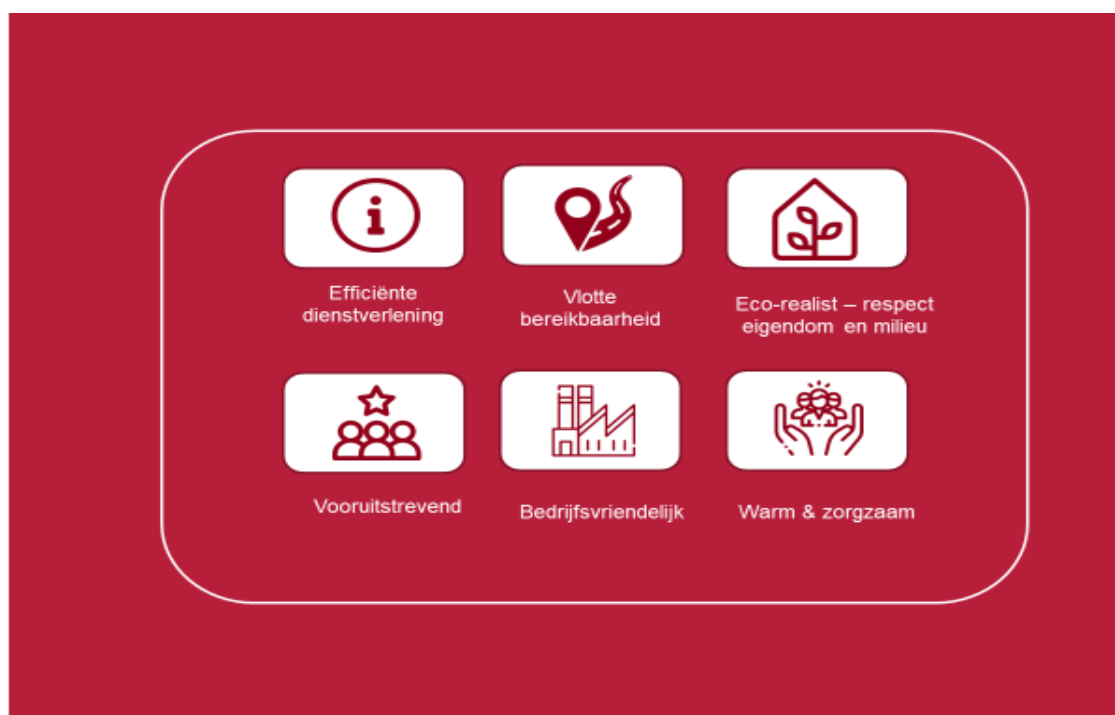 Efficiënte
dienstverlening
Vlotte
bereikbaarheid
Eco-realist – respect
eigendom en milieu
Vooruitstrevend
Bedrijfsvriendelijk
Warm & zorgzaam